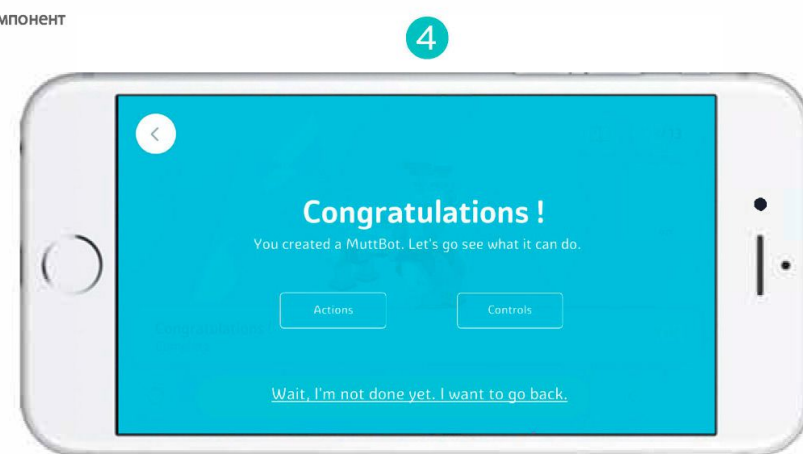 мпонент
4
Congratulations !
You created a MuttBot. Let's go see what it can do.
Actions
Controls
Congratulations !
Wait, I'm not done yet. I want to go back.